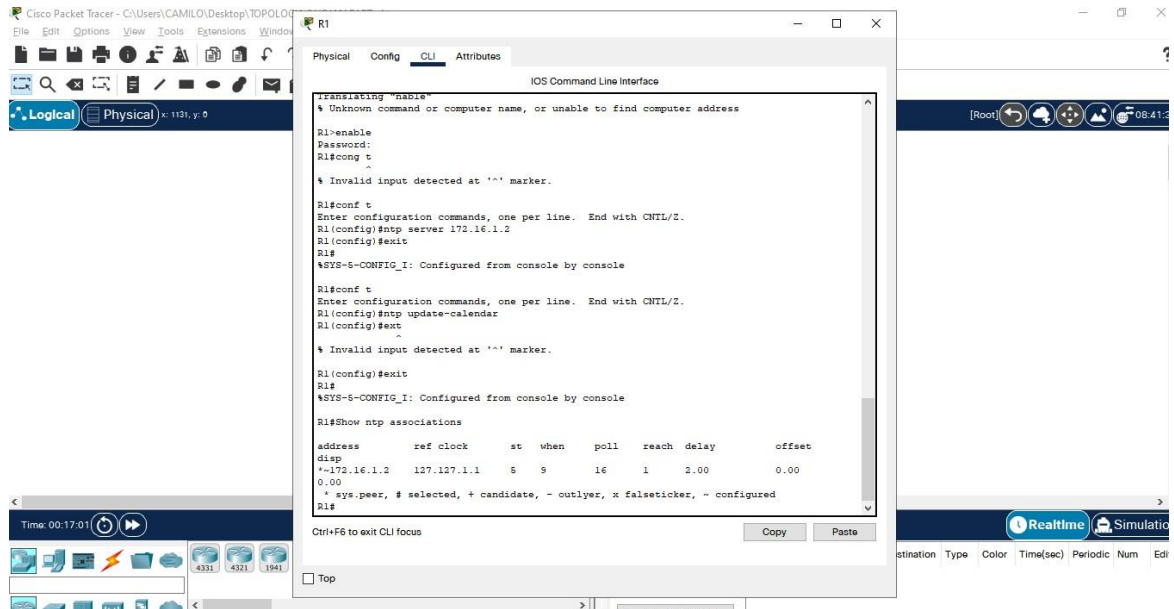 Cisco Packet Tracer - C:\Users\CAMILO\Desktop\TOPOLO
R1
File Edit Options View Tools Extensions Window
Physical Config CLI Attributes
IOS Command Line Interface
Logical Physical x: 1131, y: 0
[Root] 08:41:3
Translating "nable"
% Unknown command or computer name, or unable to find computer address
R1>enable
Password:
R1#cong t
^
% Invalid input detected at '^' marker.
R1#conf t
Enter configuration commands, one per line. End with CNTL/Z.
R1(config)#ntp server 172.16.1.2
R1(config)#exit
R1#
%SYS-5-CONFIG_I: Configured from console by console
R1#conf t
Enter configuration commands, one per line. End with CNTL/Z.
R1(config)#ntp update-calendar
R1(config)#ext
^
% Invalid input detected at '^' marker.
R1(config)#exit
R1#
%SYS-5-CONFIG_I: Configured from console by console
R1#Show ntp associations
address ref clock st when poll reach delay offset
disp
*~172.16.1.2 127.127.1.1 5 9 16 1 2.00 0.00
0.00
* sys.peer, # selected, + candidate, - outlyer, x falseticker, ~ configured
R1#
Ctrl+F6 to exit CLI focus
Copy Paste
Top
Time: 00:17:01
Realtime Simulatio
4331 4321 1941
stination Type Color Time(sec) Periodic Num Edi